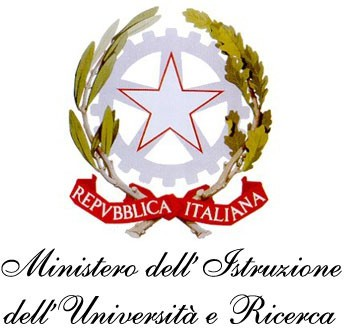 REPVBBLICA ITALIANA
Ministero dell' Istruzione
dell' Università e Ricerca